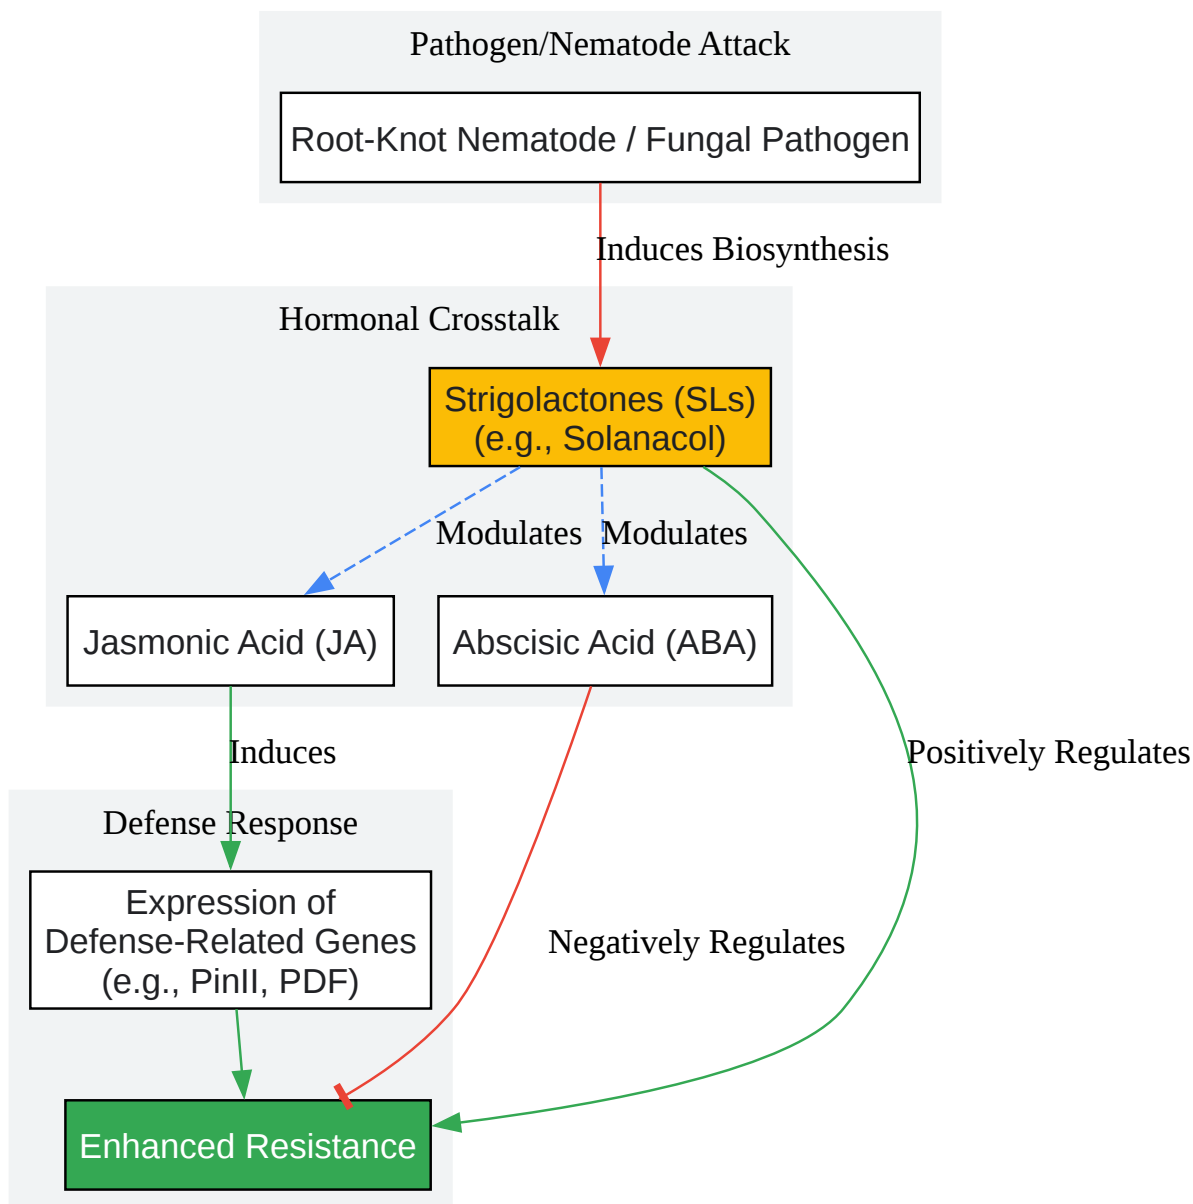 Pathogen/Nematode Attack
Root-Knot Nematode / Fungal Pathogen
Induces Biosynthesis
Hormonal Crosstalk
Strigolactones (SLs)
(e.g., Solanacol)
Modulates
Modulates
Jasmonic Acid (JA)
Abscisic Acid (ABA)
Induces
Positively Regulates
Defense Response
Expression of
Defense-Related Genes
(e.g., PinII, PDF)
Negatively Regulates
Enhanced Resistance